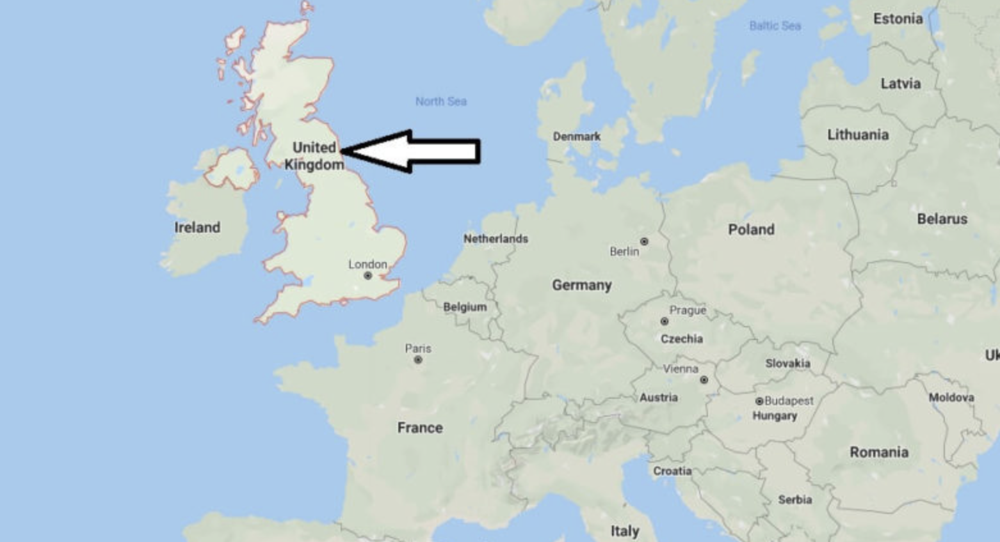 Estonia
Baltic Sea
Latvia
North Sea
Lithuania
Denmark
United
Kingdom
Belarus
Ireland
Poland
Netherlands
Berlin
London
Germany
Belgium
Prague
Czechia
Paris
Uk
Slovakia
Vienna
Austria
Moldova
Budapest
Hungary
France
Romania
Croatia
Serbia
Italy